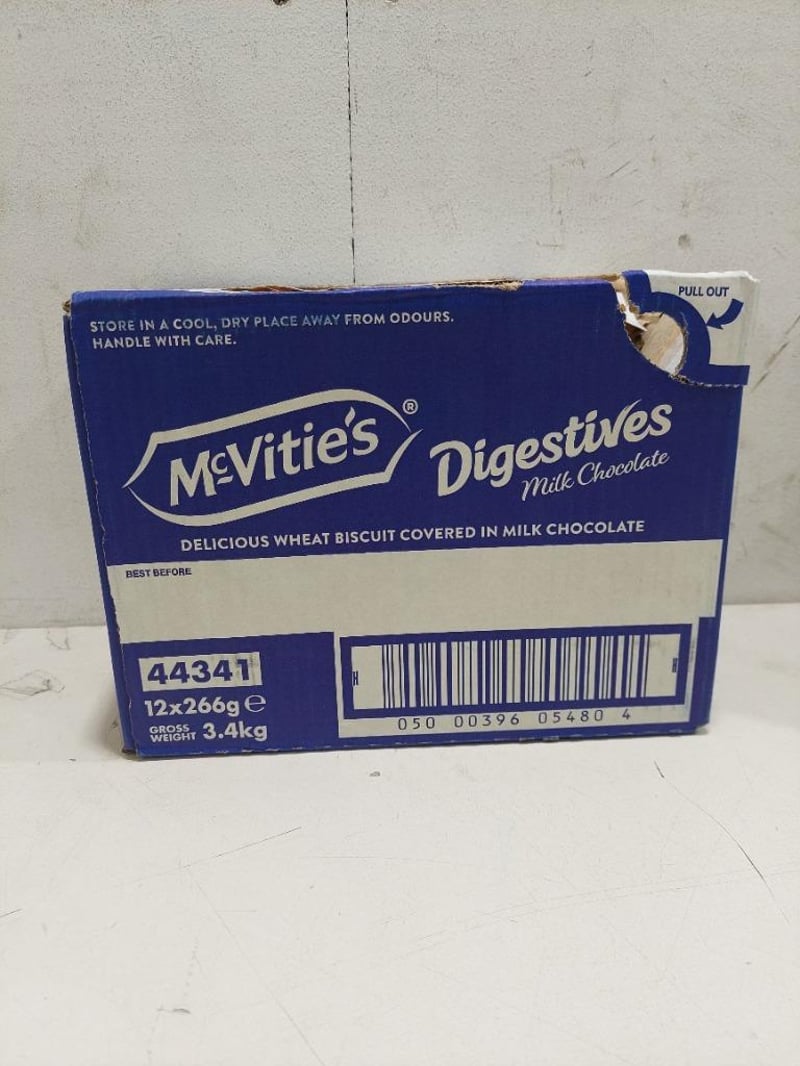 PULL OUT
STORE IN A COOL, DRY PLACE AWAY FROM ODOURS.
HANDLE WITH CARE.
McVitie's®
Digestives
Milk Chocolate
DELICIOUS WHEAT BISCUIT COVERED IN MILK CHOCOLATE
BEST BEFORE
44341
12x266g ℮
GROSS WEIGHT 3.4kg
H H
050 00396 05480 4